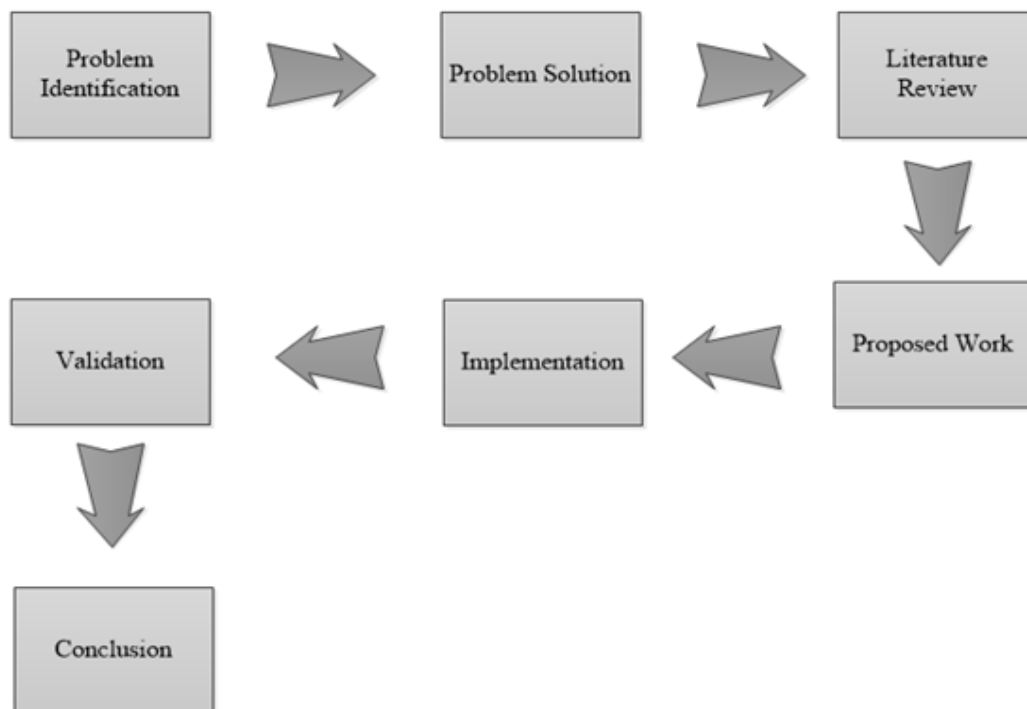 Problem
Identification
Problem Solution
Literature
Review
Proposed Work
Implementation
Validation
Conclusion